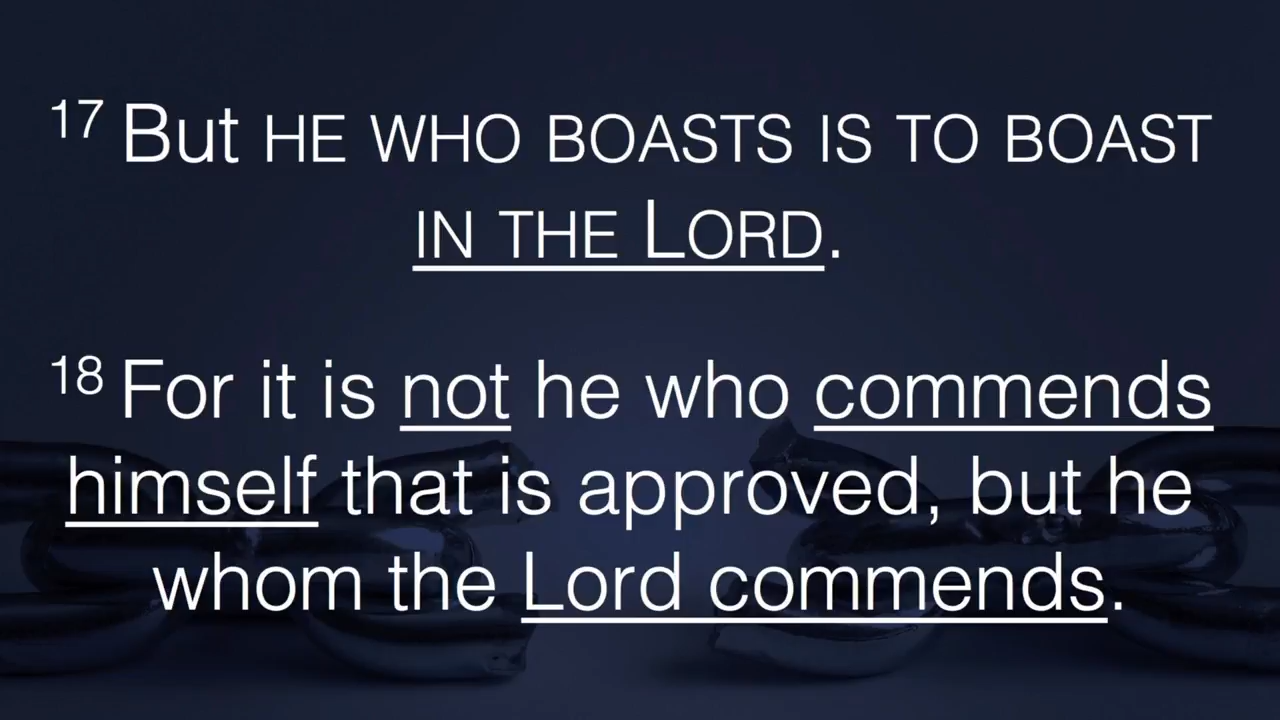 17 But HE WHO BOASTS IS TO BOAST
IN THE LORD.
18 For it is not he who commends
himself that is approved, but he
whom the Lord commends.